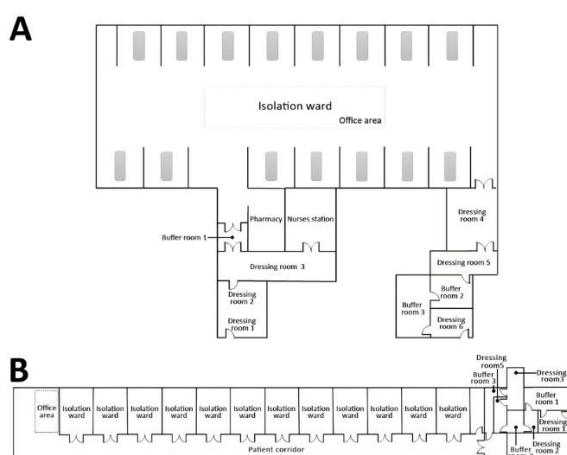 A
Isolation ward
Office area
Pharmacy
Nurses station
Dressing
room 4
Buffer room 1
Dressing room 3
Dressing room 5
Dressing
room 2
Buffer
room 2
Buffer
room 3
Dressing
room 1
Dressing
room 6
B
Dressing
room5
Buffer
room 3
Dressing
room3
Office
area
Isolation
ward
Isolation
ward
Isolation
ward
Isolation
ward
Isolation
ward
Isolation
ward
Isolation
ward
Isolation
ward
Isolation
ward
Isolation
ward
Isolation
ward
Isolation
ward
Buffer
room 1
Dressing
room 1
Patient corridor
Buffer
Dressing
room 2